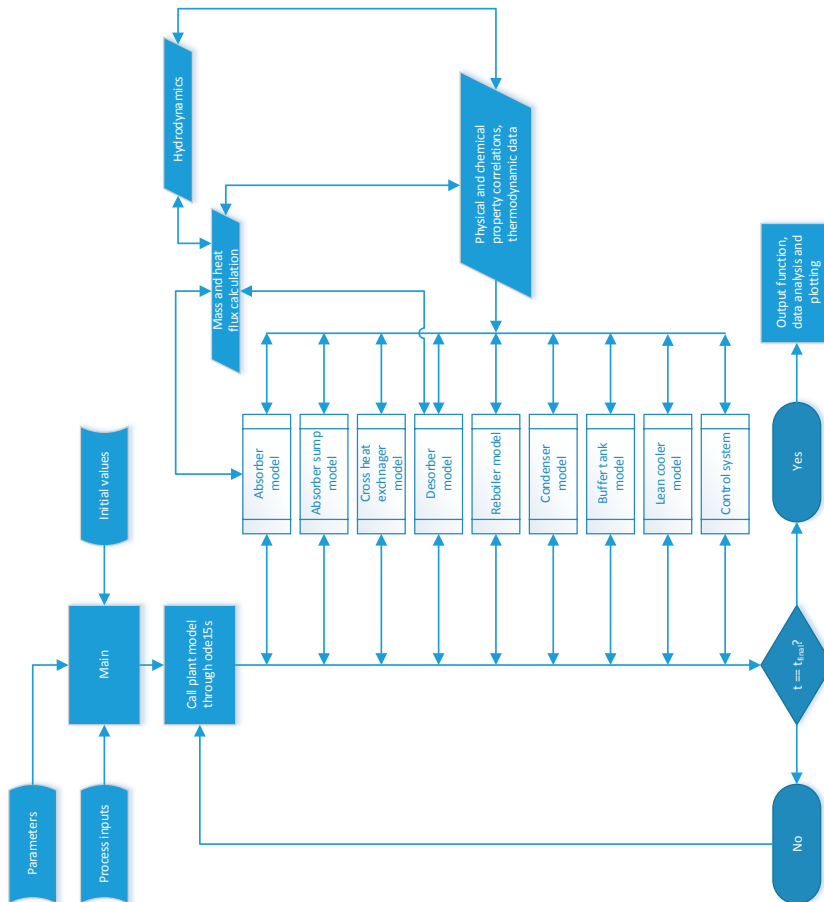 Parameters
Process inputs
Main
Initial values
Call plant model
through ode15s
Hydrodynamics
Mass and heat
flux calculation
Physical and chemical
property correlations,
thermodynamic data
Absorber
model
Absorber sump
model
Cross heat
exchnager
model
Desorber
model
Reboiler model
Condenser
model
Buffer tank
model
Lean cooler
model
Control system
t == tfinal?
No
Yes
Output function,
data analysis and
plotting